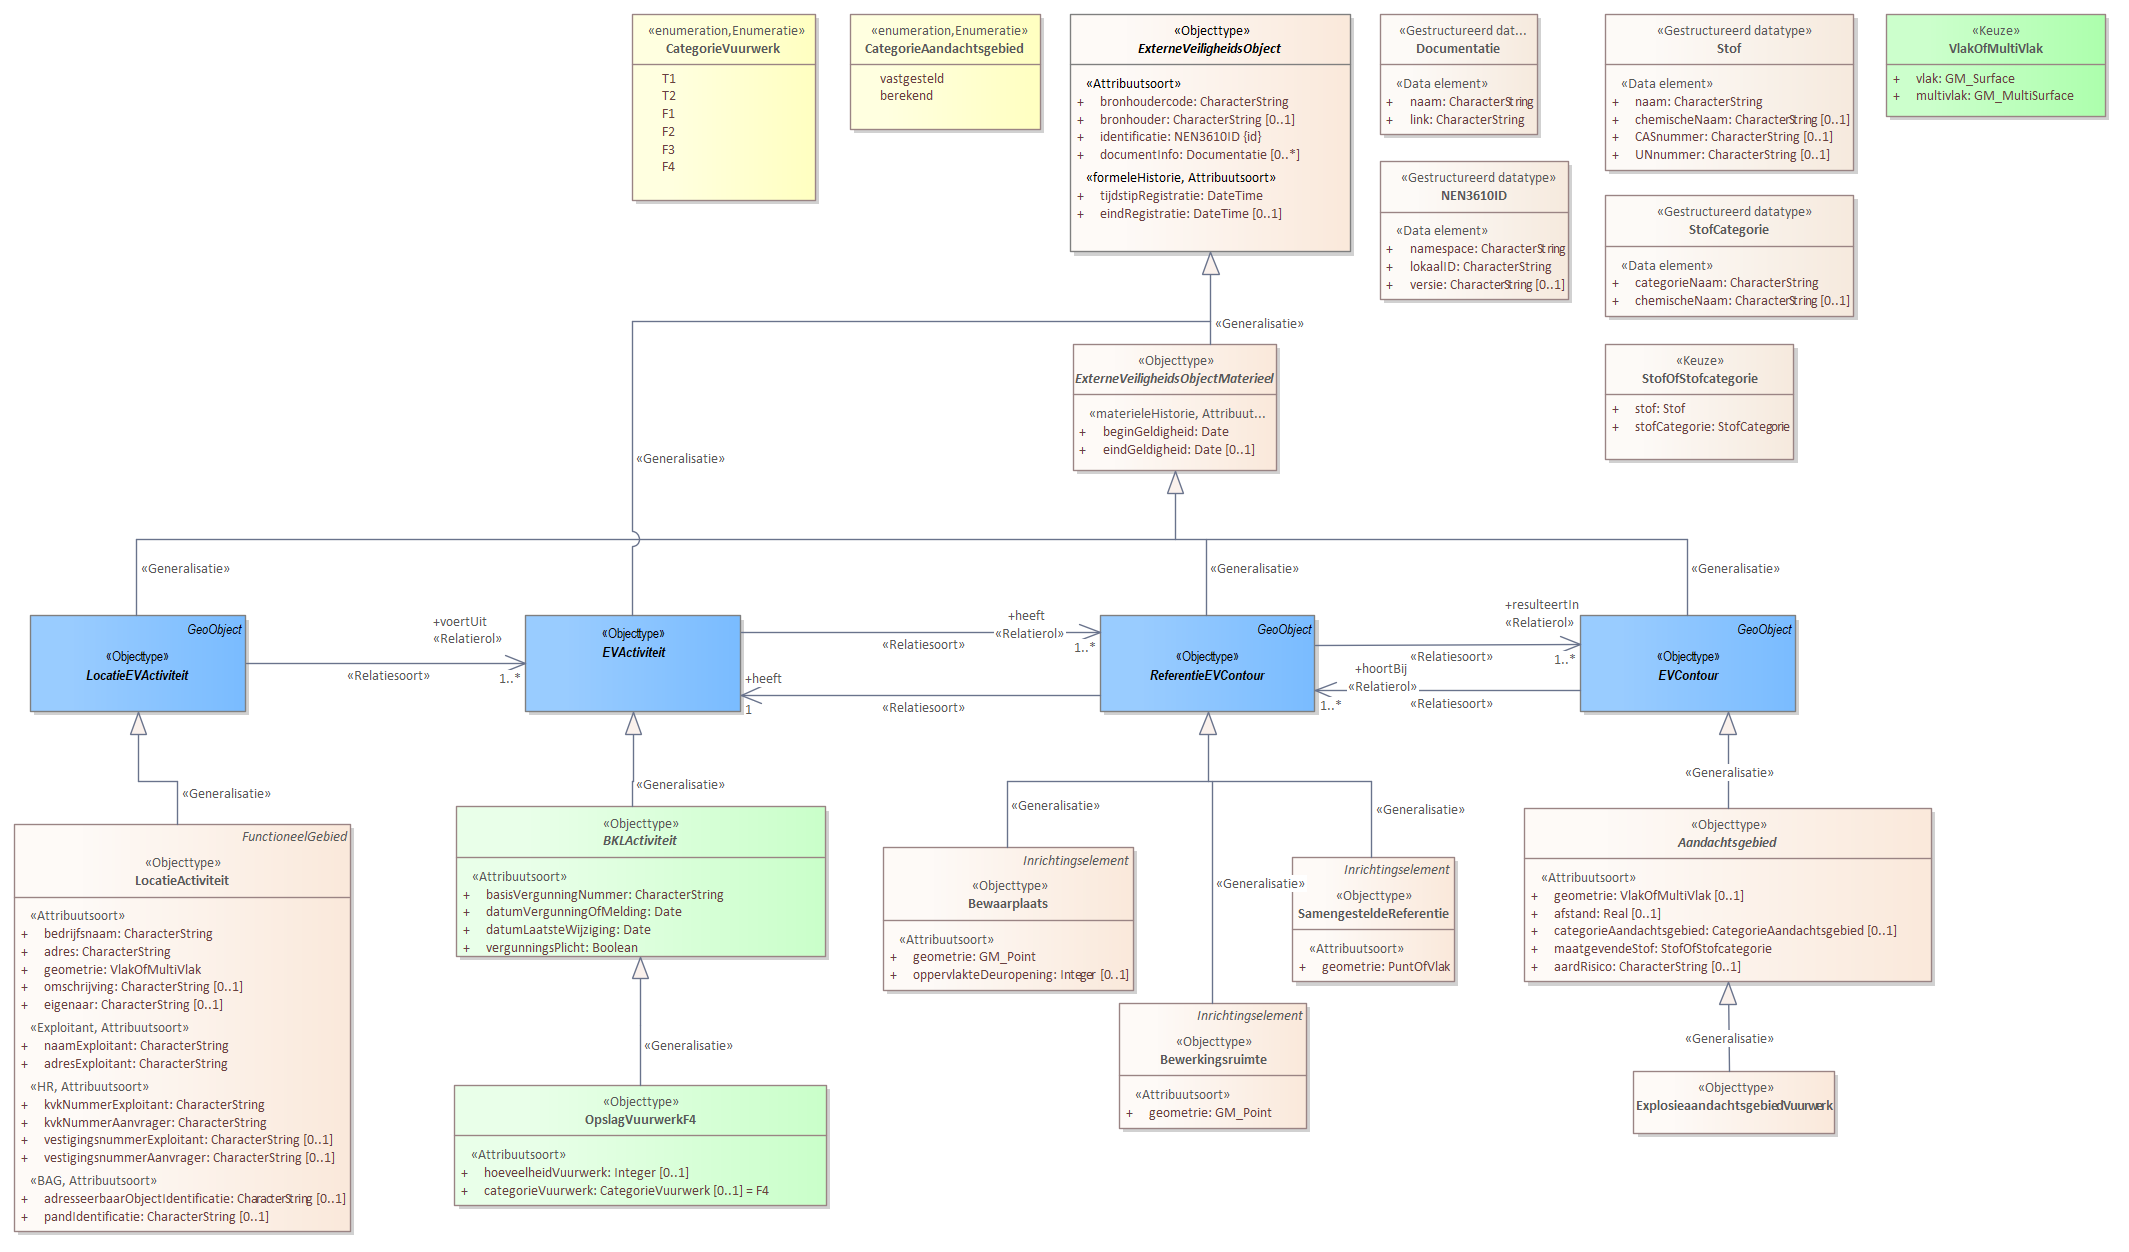 «enumeration,Enumeratie»
CategorieVuurwerk
T1
T2
F1
F2
F3
F4
«enumeration,Enumeratie»
CategorieAandachtsgebied
vastgesteld
berekend
«Objecttype»
ExterneVeiligheidsObject
«Attribuutsoort»
+ bronhoudercode: CharacterString
+ bronhouder: CharacterString [0..1]
+ identificatie: NEN3610ID {id}
+ documentInfo: Documentatie [0..*]
«formeleHistorie, Attribuutsoort»
+ tijdstipRegistratie: DateTime
+ eindRegistratie: DateTime [0..1]
«Gestructureerd dat...
Documentatie
«Data element»
+ naam: CharacterString
+ link: CharacterString
«Gestructureerd datatype»
NEN3610ID
«Data element»
+ namespace: CharacterString
+ lokaalID: CharacterString
+ versie: CharacterString [0..1]
«Gestructureerd datatype»
Stof
«Data element»
+ naam: CharacterString
+ chemischeNaam: CharacterString [0..1]
+ CASnummer: CharacterString [0..1]
+ UNnummer: CharacterString [0..1]
«Gestructureerd datatype»
StofCategorie
«Data element»
+ categorieNaam: CharacterString
+ chemischeNaam: CharacterString [0..1]
«Keuze»
StofOfStofcategorie
+ stof: Stof
+ stofCategorie: StofCategorie
«Keuze»
VlakOfMultiVlak
+ vlak: GM_Surface
+ multivlak: GM_MultiSurface
«Generalisatie»
«Objecttype»
ExterneVeiligheidsObjectMaterieel
«materieleHistorie, Attribuut...
+ beginGeldigheid: Date
+ eindGeldigheid: Date [0..1]
«Generalisatie»
«Generalisatie»
«Generalisatie»
«Generalisatie»
GeoObject
«Objecttype»
LocatieEVActiviteit
+voertUit
«Relatierol»
1..*
«Relatiesoort»
«Objecttype»
EVActiviteit
+heeft
«Relatierol»
1..*
«Relatiesoort»
+heeft
1
«Relatiesoort»
GeoObject
«Objecttype»
ReferentieEVContour
+resulteertIn
«Relatierol»
1..*
«Relatiesoort»
+hoortBij
«Relatierol»
1..*
«Relatiesoort»
GeoObject
«Objecttype»
EVContour
«Generalisatie»
«Generalisatie»
«Generalisatie»
«Generalisatie»
«Generalisatie»
«Generalisatie»
FunctioneelGebied
«Objecttype»
LocatieActiviteit
«Attribuutsoort»
+ bedrijfsnaam: CharacterString
+ adres: CharacterString
+ geometrie: VlakOfMultiVlak
+ omschrijving: CharacterString [0..1]
+ eigenaar: CharacterString [0..1]
«Exploitant, Attribuutsoort»
+ naamExploitant: CharacterString
+ adresExploitant: CharacterString
«HR, Attribuutsoort»
+ kvkNummerExploitant: CharacterString
+ kvkNummerAanvrager: CharacterString
+ vestigingsnummerExploitant: CharacterString [0..1]
+ vestigingsnummerAanvrager: CharacterString [0..1]
«BAG, Attribuutsoort»
+ adresseerbaarObjectIdentificatie: CharacterString [0..1]
+ pandIdentificatie: CharacterString [0..1]
«Objecttype»
BKLActiviteit
«Attribuutsoort»
+ basisVergunningNummer: CharacterString
+ datumVergunningOfMelding: Date
+ datumLaatsteWijziging: Date
+ vergunningsPlicht: Boolean
«Generalisatie»
«Objecttype»
OpslagVuurwerkF4
«Attribuutsoort»
+ hoeveelheidVuurwerk: Integer [0..1]
+ categorieVuurwerk: CategorieVuurwerk [0..1] = F4
Inrichtingselement
«Objecttype»
Bewaarplaats
«Attribuutsoort»
+ geometrie: GM_Point
+ oppervlakteDeuropening: Integer [0..1]
Inrichtingselement
«Objecttype»
Bewerkingsruimte
«Attribuutsoort»
+ geometrie: GM_Point
Inrichtingselement
«Objecttype»
SamengesteldeReferentie
«Attribuutsoort»
+ geometrie: PuntOfVlak
«Objecttype»
Aandachtsgebied
«Attribuutsoort»
+ geometrie: VlakOfMultiVlak [0..1]
+ afstand: Real [0..1]
+ categorieAandachtsgebied: CategorieAandachtsgebied [0..1]
+ maatgevendeStof: StofOfStofcategorie
+ aardRisico: CharacterString [0..1]
«Generalisatie»
«Objecttype»
ExplosieaandachtsgebiedVuurwerk